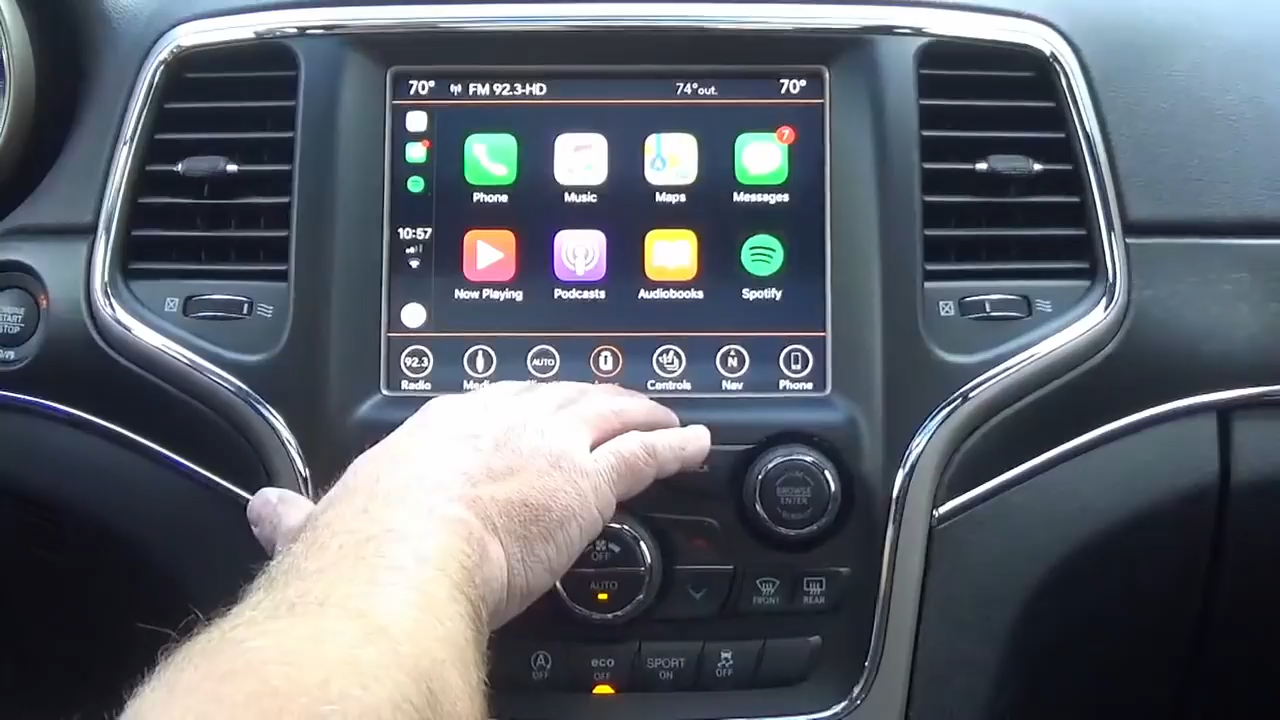 70° FM 92.3-HD 74°out. 70°
7
Phone Music Maps Messages
10:57
Now Playing Podcasts Audiobooks Spotify
92.3 AUTO N
Radio Controls Nav Phone
START
STOP
BROWSE
ENTER
OFF
AUTO
FRONT REAR
A
OFF
eco
OFF
SPORT
ON
OFF